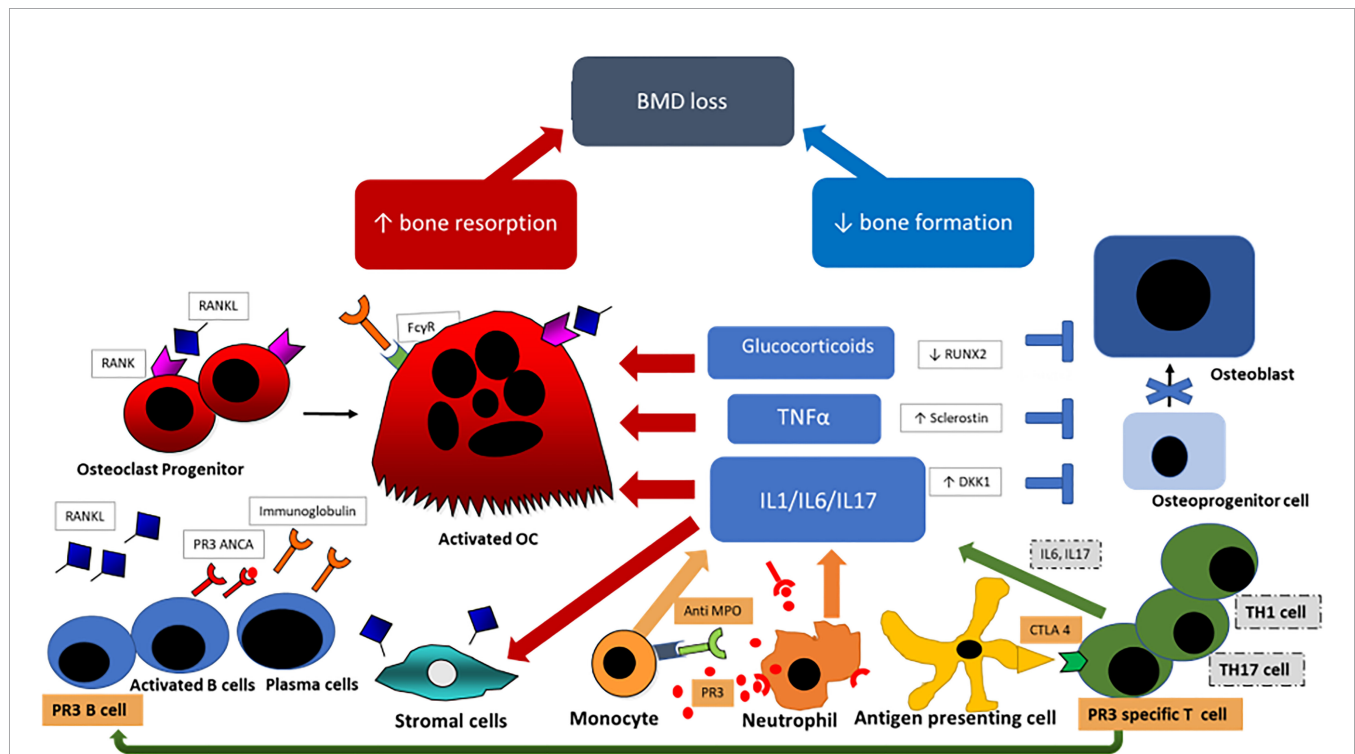 BMD loss
↑ bone resorption
↓ bone formation
RANKL
RANK
FcγR
Osteoclast Progenitor
Activated OC
Glucocorticoids
TNFα
IL1/IL6/IL17
↓ RUNX2
↑ Sclerostin
↑ DKK1
Osteoblast
Osteoprogenitor cell
RANKL
PR3 ANCA
Immunoglobulin
PR3 B cell
Activated B cells
Plasma cells
Stromal cells
Monocyte
Anti MPO
PR3
Neutrophil
Antigen presenting cell
CTLA 4
IL6, IL17
TH1 cell
TH17 cell
PR3 specific T cell